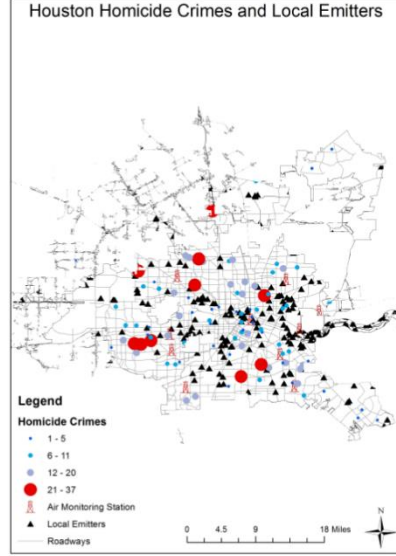 Houston Homicide Crimes and Local Emitters
Legend
Homicide Crimes
1 - 5
6 - 11
12 - 20
21 - 37
Air Monitoring Station
Local Emitters
Roadways
0 4.5 9 18 Miles
N